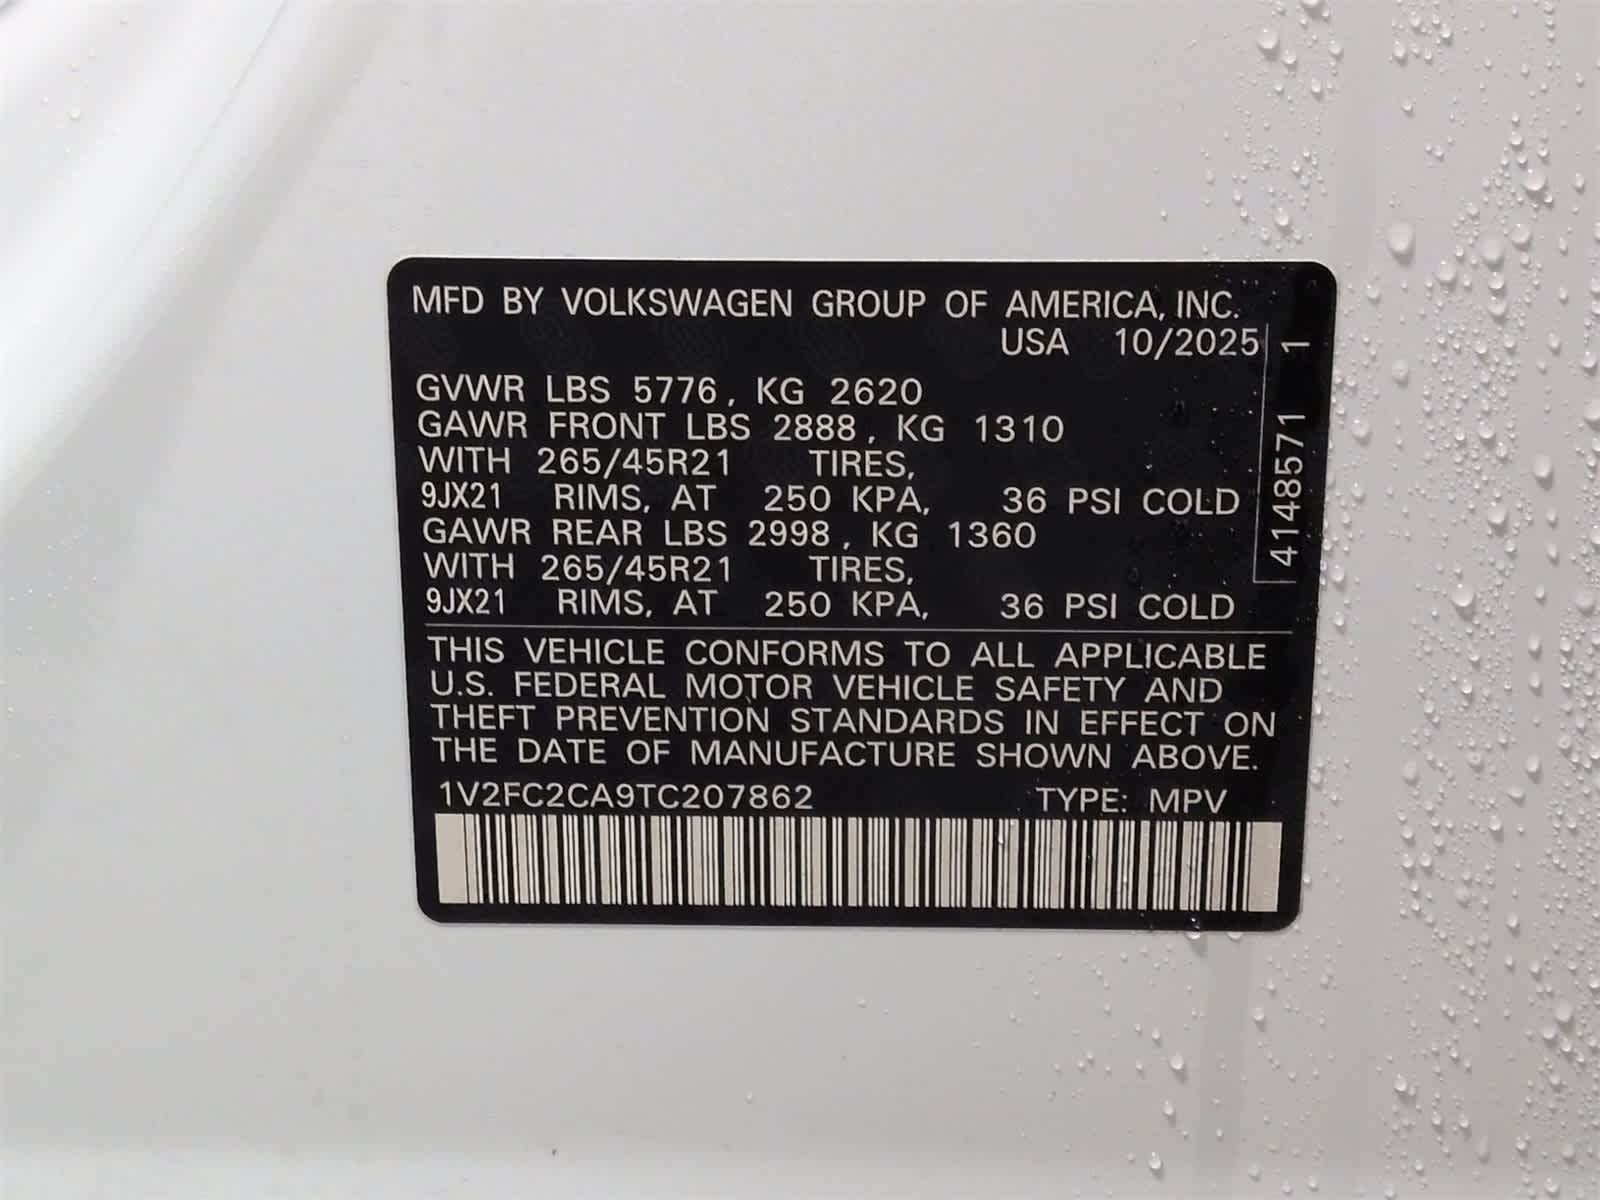 MFD BY VOLKSWAGEN GROUP OF AMERICA, INC.
USA 10/2025
GVWR LBS 5776, KG 2620
GAWR FRONT LBS 2888, KG 1310
WITH 265/45R21 TIRES,
9JX21 RIMS, AT 250 KPA, 36 PSI COLD
GAWR REAR LBS 2998, KG 1360
WITH 265/45R21 TIRES,
9JX21 RIMS, AT 250 KPA, 36 PSI COLD
THIS VEHICLE CONFORMS TO ALL APPLICABLE
U.S. FEDERAL MOTOR VEHICLE SAFETY AND
THEFT PREVENTION STANDARDS IN EFFECT ON
THE DATE OF MANUFACTURE SHOWN ABOVE.
1V2FC2CA9TC207862 TYPE: MPV
4148571 1